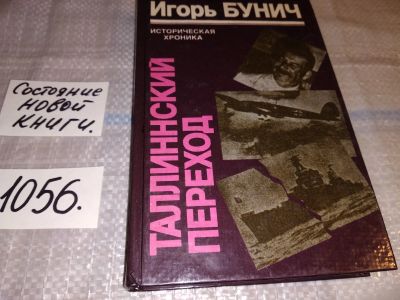 Состояние
новой
книги.
1056.
Игорь БУНИЧ
ИСТОРИЧЕСКАЯ
ХРОНИКА
ТАЛЛИННСКИЙ
ПЕРЕХОД